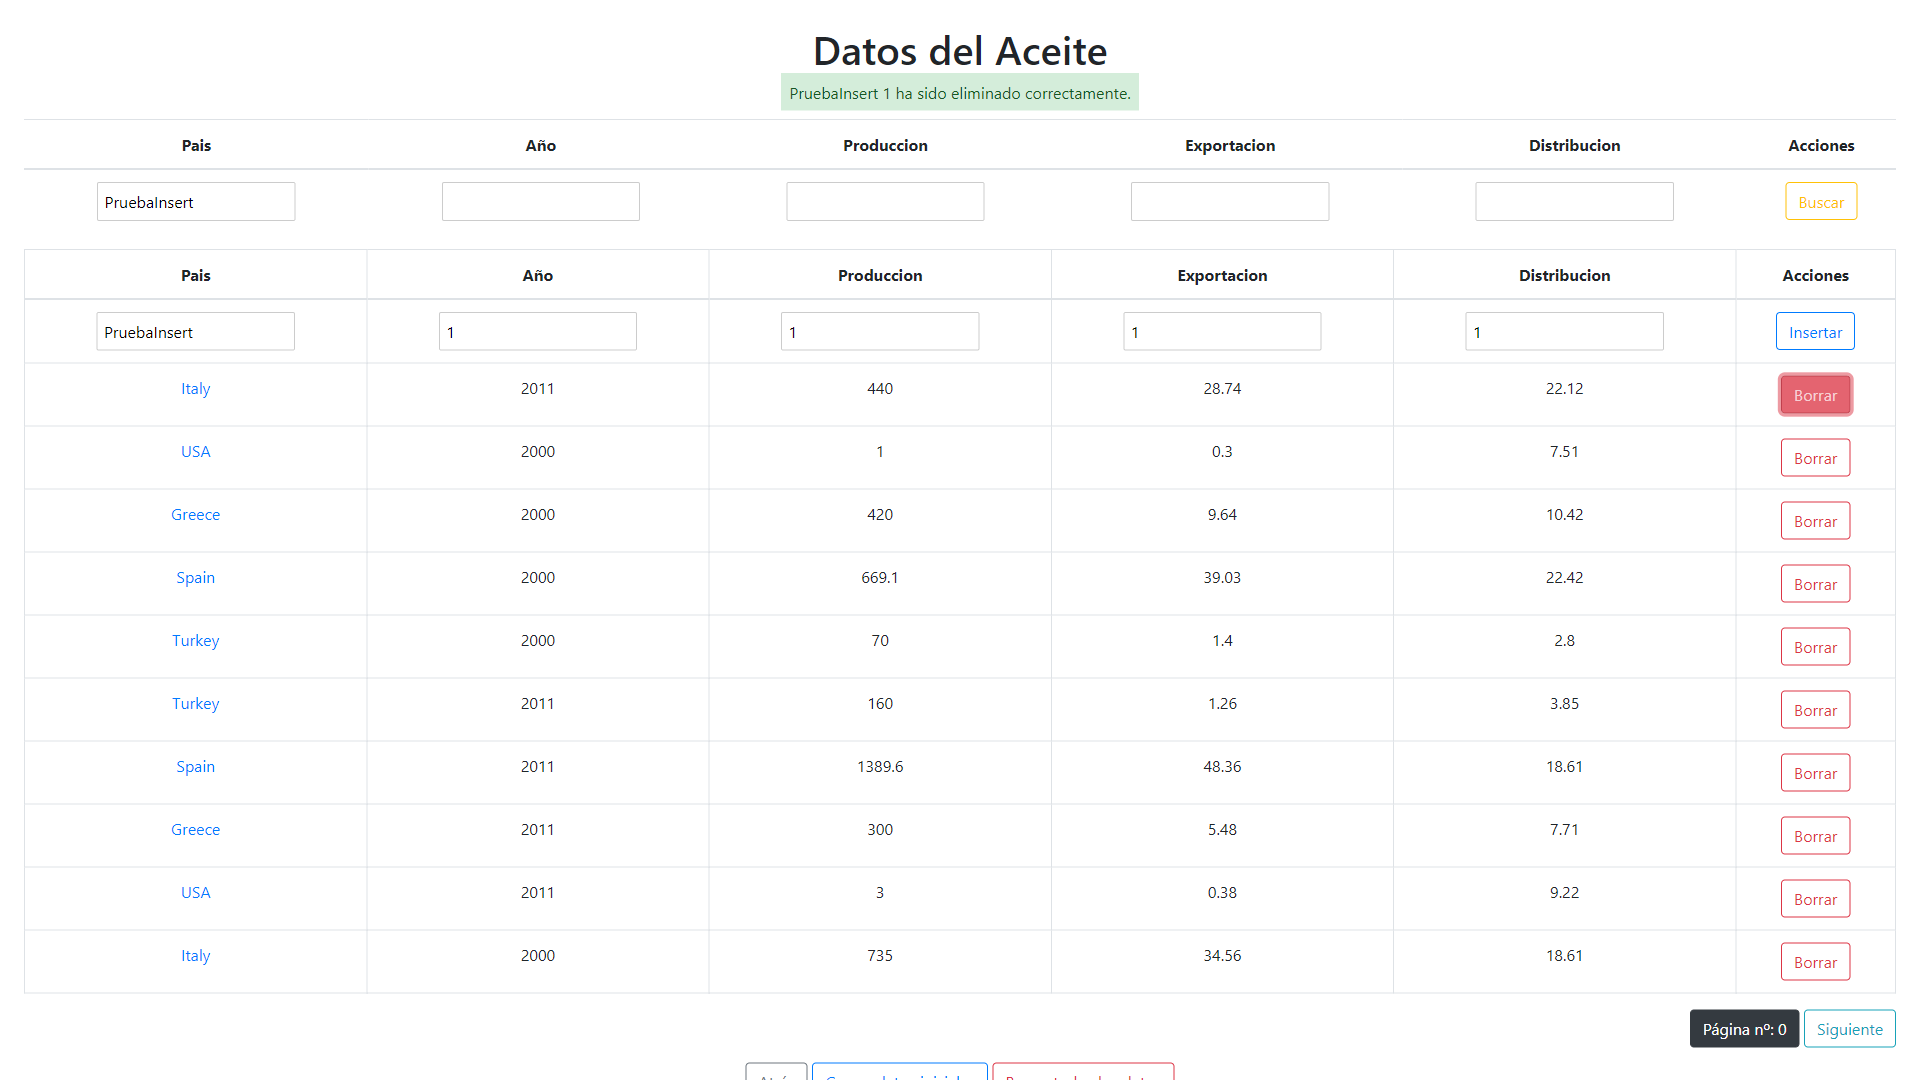 Datos del Aceite
PruebaInsert 1 ha sido eliminado correctamente.
Pais Año Produccion Exportacion Distribucion Acciones
PruebaInsert Buscar
Pais Año Produccion Exportacion Distribucion Acciones
PruebaInsert 1 1 1 1 Insertar
Italy 2011 440 28.74 22.12 Borrar
USA 2000 1 0.3 7.51 Borrar
Greece 2000 420 9.64 10.42 Borrar
Spain 2000 669.1 39.03 22.42 Borrar
Turkey 2000 70 1.4 2.8 Borrar
Turkey 2011 160 1.26 3.85 Borrar
Spain 2011 1389.6 48.36 18.61 Borrar
Greece 2011 300 5.48 7.71 Borrar
USA 2011 3 0.38 9.22 Borrar
Italy 2000 735 34.56 18.61 Borrar
Página nº: 0 Siguiente